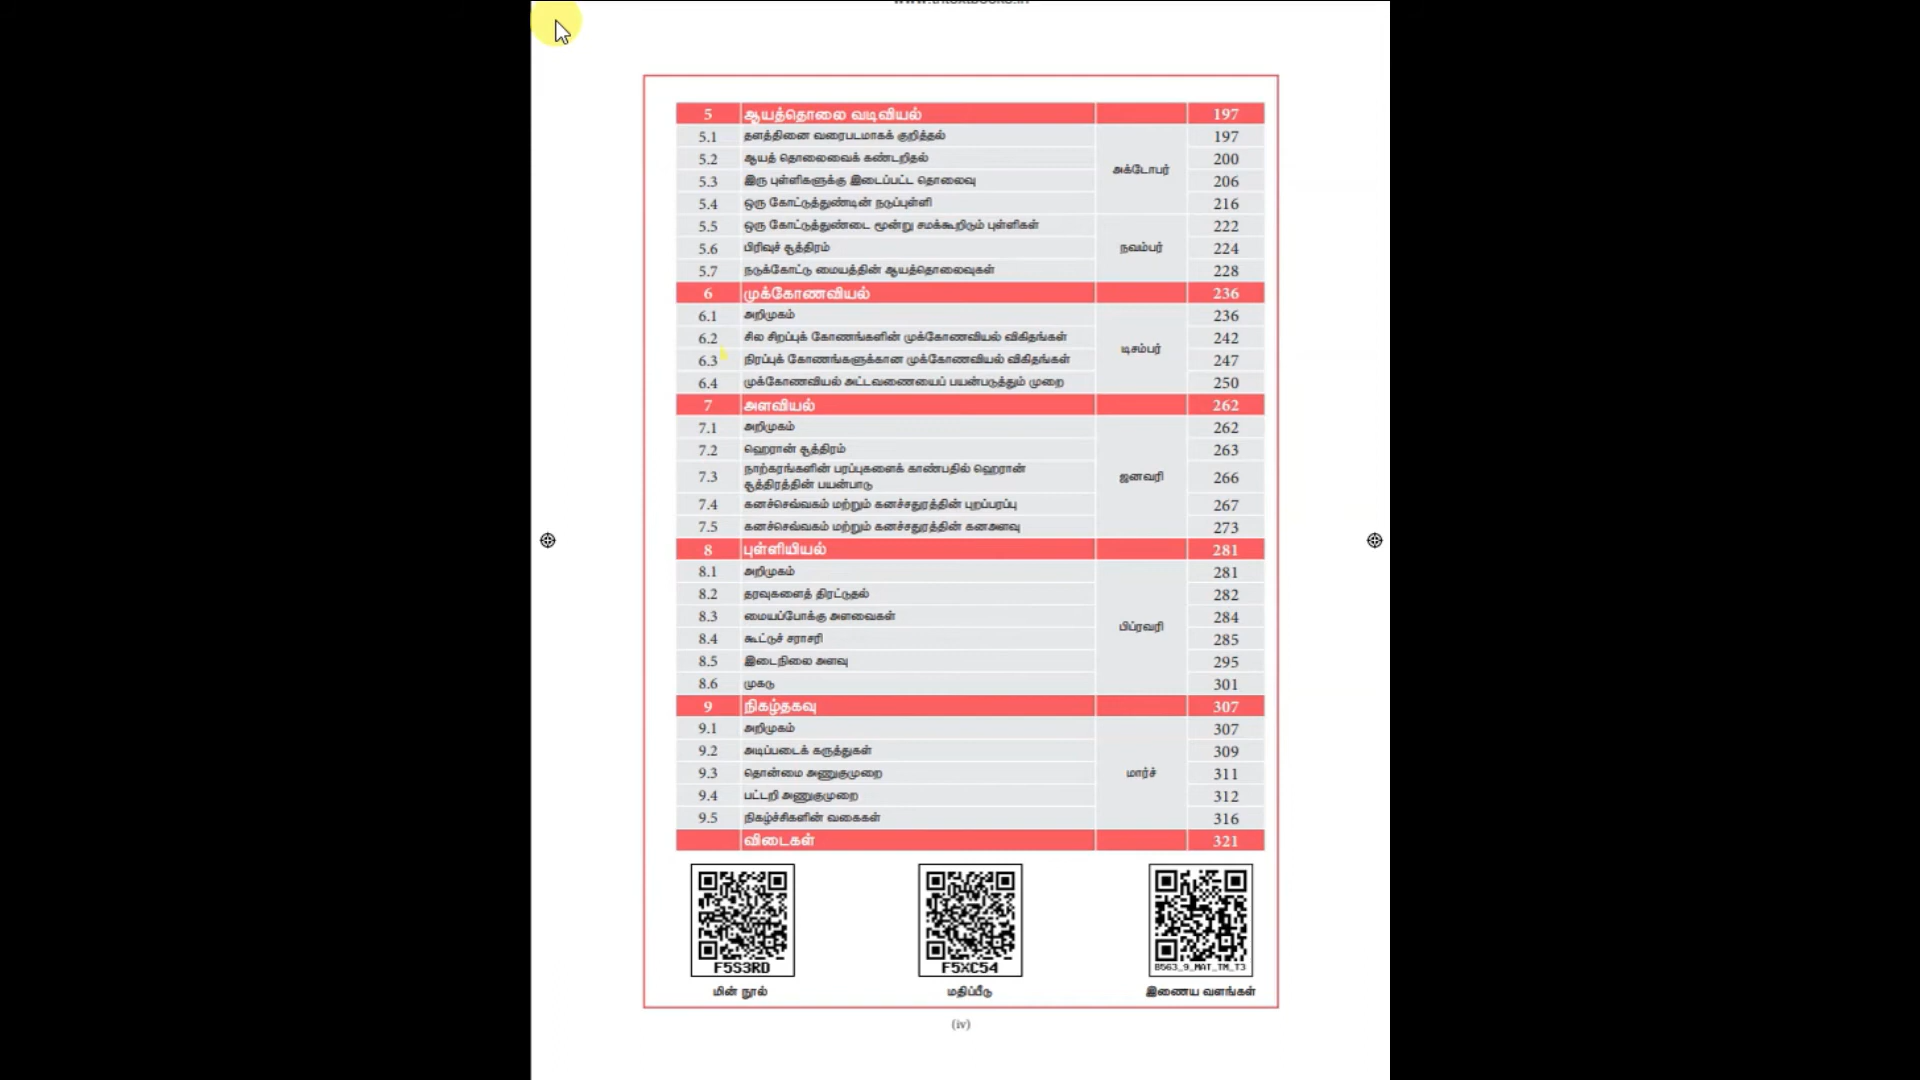 5 ஆயத்தொலை வடிவியல் 197
5.1 தளத்தினை வரைபடமாகக் குறித்தல் 197
5.2 ஆயத் தொலைவைக் கண்டறிதல் 200
அக்டோபர்
5.3 இரு புள்ளிகளுக்கு இடைப்பட்ட தொலைவு 206
5.4 ஒரு கோட்டுத்துண்டின் நடுப்புள்ளி 216
5.5 ஒரு கோட்டுத்துண்டை மூன்று சமக்கூறிடும் புள்ளிகள் 222
5.6 பிரிவுச் சூத்திரம் நவம்பர் 224
5.7 நடுக்கோட்டு மையத்தின் ஆயத்தொலைவுகள் 228
6 முக்கோணவியல் 236
6.1 அறிமுகம் 236
6.2 சில சிறப்புக் கோணங்களின் முக்கோணவியல் விகிதங்கள் 242
டிசம்பர்
6.3 நிரப்புக் கோணங்களுக்கான முக்கோணவியல் விகிதங்கள் 247
6.4 முக்கோணவியல் அட்டவணையைப் பயன்படுத்தும் முறை 250
7 அளவியல் 262
7.1 அறிமுகம் 262
7.2 ஹெரான் சூத்திரம் 263
7.3 நாற்கரங்களின் பரப்புகளைக் காண்பதில் ஹெரான்
சூத்திரத்தின் பயன்பாடு ஜனவரி 266
7.4 கனச்செவ்வகம் மற்றும் கனச்சதுரத்தின் புறப்பரப்பு 267
7.5 கனச்செவ்வகம் மற்றும் கனச்சதுரத்தின் கனஅளவு 273
8 புள்ளியியல் 281
8.1 அறிமுகம் 281
8.2 தரவுகளைத் திரட்டுதல் 282
8.3 மையப்போக்கு அளவைகள் 284
பிப்ரவரி
8.4 கூட்டுச் சராசரி 285
8.5 இடைநிலை அளவு 295
8.6 முகடு 301
9 நிகழ்தகவு 307
9.1 அறிமுகம் 307
9.2 அடிப்படைக் கருத்துகள் 309
9.3 தொன்மை அணுகுமுறை மார்ச் 311
9.4 பட்டறி அணுகுமுறை 312
9.5 நிகழ்ச்சிகளின் வகைகள் 316
விடைகள் 321
F5S3RD F5XC54 B563_9_MAT_TM_T3
மின் நூல் மதிப்பீடு இணைய வளங்கள்
(iv)